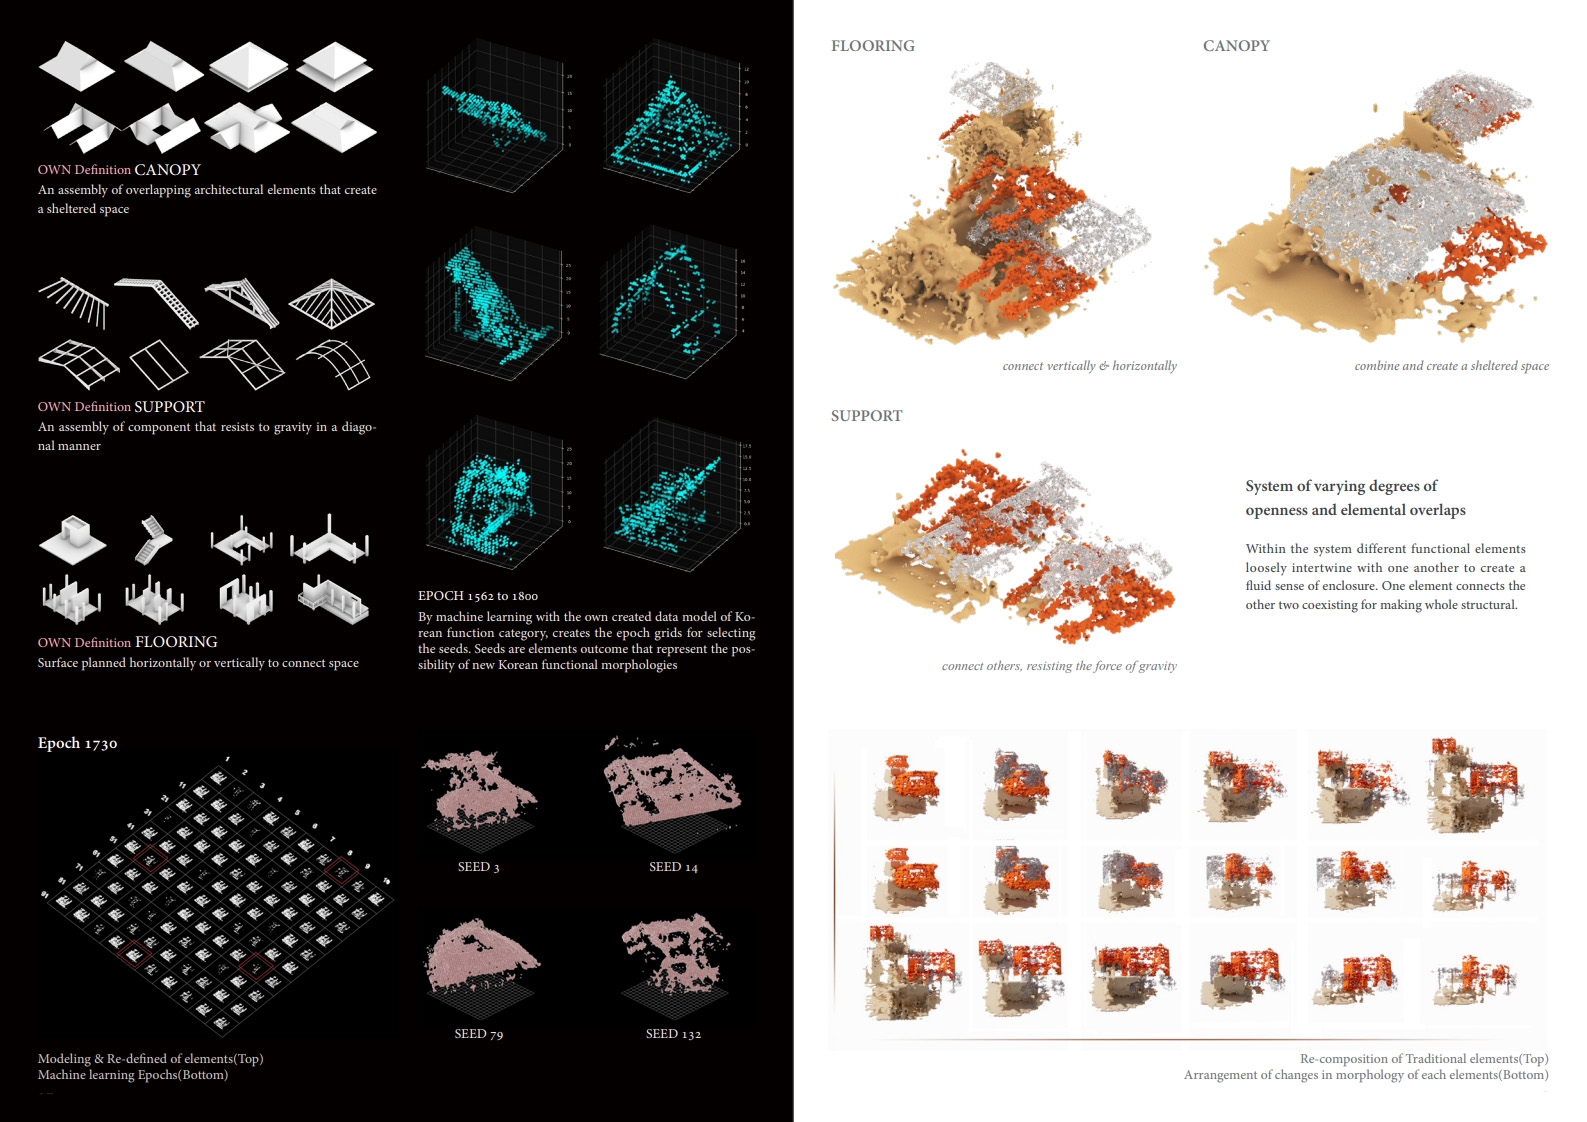 OWN Definition CANOPY
An assembly of overlapping architectural elements that create
a sheltered space
OWN Definition SUPPORT
An assembly of component that resists to gravity in a diago-
nal manner
OWN Definition FLOORING
Surface planned horizontally or vertically to connect space
EPOCH 1562 to 1800
By machine learning with the own created data model of Ko-
rean function category, creates the epoch grids for selecting
the seeds. Seeds are elements outcome that represent the pos-
sibility of new Korean functional morphologies
Epoch 1730
SEED 3
SEED 14
SEED 79
SEED 132
Modeling & Re-defined of elements(Top)
Machine learning Epochs(Bottom)
FLOORING
CANOPY
connect vertically & horizontally
combine and create a sheltered space
SUPPORT
connect others, resisting the force of gravity
System of varying degrees of
openness and elemental overlaps
Within the system different functional elements
loosely intertwine with one another to create a
fluid sense of enclosure. One element connects the
other two coexisting for making whole structural.
Re-composition of Traditional elements(Top)
Arrangement of changes in morphology of each elements(Bottom)